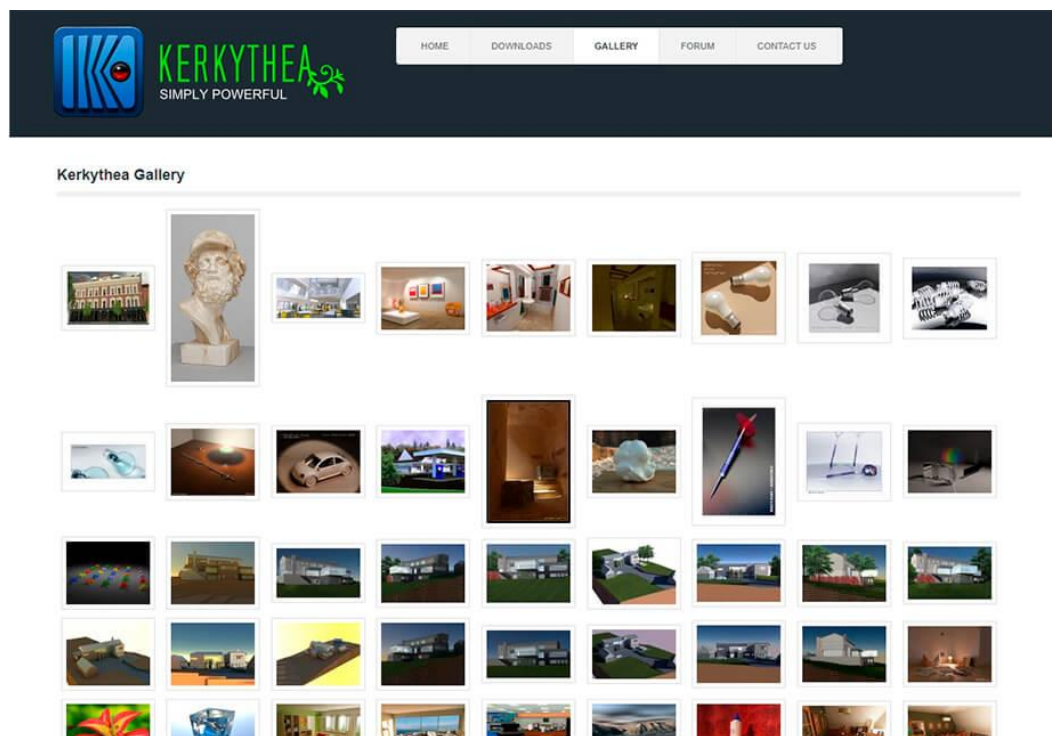 KERKYTHEA
SIMPLY POWERFUL
HOME
DOWNLOADS
GALLERY
FORUM
CONTACT US
Kerkythea Gallery